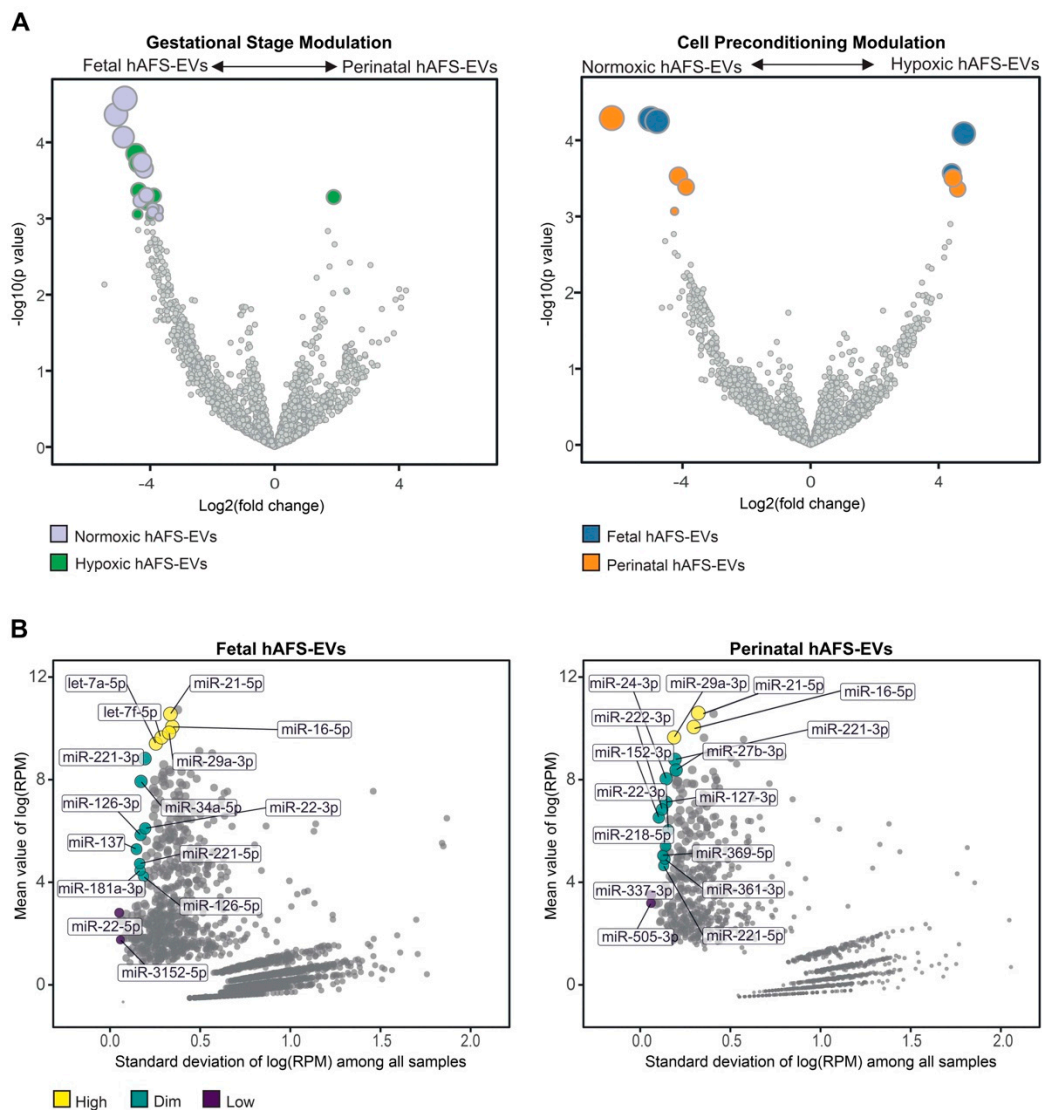 A
Gestational Stage Modulation
Fetal hAFS-EVs
Perinatal hAFS-EVs
-log10(p value)
4
3
2
1
0
-4
0
4
Log2(fold change)
Normoxic hAFS-EVs
Hypoxic hAFS-EVs
Cell Preconditioning Modulation
Normoxic hAFS-EVs
Hypoxic hAFS-EVs
-log10(p value)
4
3
2
1
0
-4
0
4
Log2(fold change)
Fetal hAFS-EVs
Perinatal hAFS-EVs
B
Fetal hAFS-EVs
Mean value of log(RPM)
12
8
4
0
let-7a-5p
miR-21-5p
let-7f-5p
miR-16-5p
miR-221-3p
miR-29a-3p
miR-126-3p
miR-34a-5p
miR-22-3p
miR-137
miR-221-5p
miR-181a-3p
miR-126-5p
miR-22-5p
miR-3152-5p
0.0
0.5
1.0
1.5
2.0
Standard deviation of log(RPM) among all samples
Perinatal hAFS-EVs
Mean value of log(RPM)
12
8
4
0
miR-24-3p
miR-29a-3p
miR-21-5p
miR-16-5p
miR-222-3p
miR-221-3p
miR-152-3p
miR-27b-3p
miR-22-3p
miR-127-3p
miR-218-5p
miR-369-5p
miR-337-3p
miR-361-3p
miR-505-3p
miR-221-5p
0.0
0.5
1.0
1.5
2.0
Standard deviation of log(RPM) among all samples
High
Dim
Low